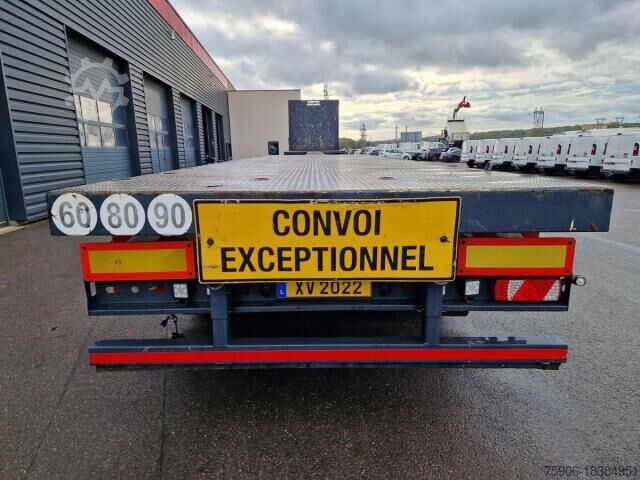 60 80 90
CONVOI
EXCEPTIONNEL
L XV 2022
75906-18384951